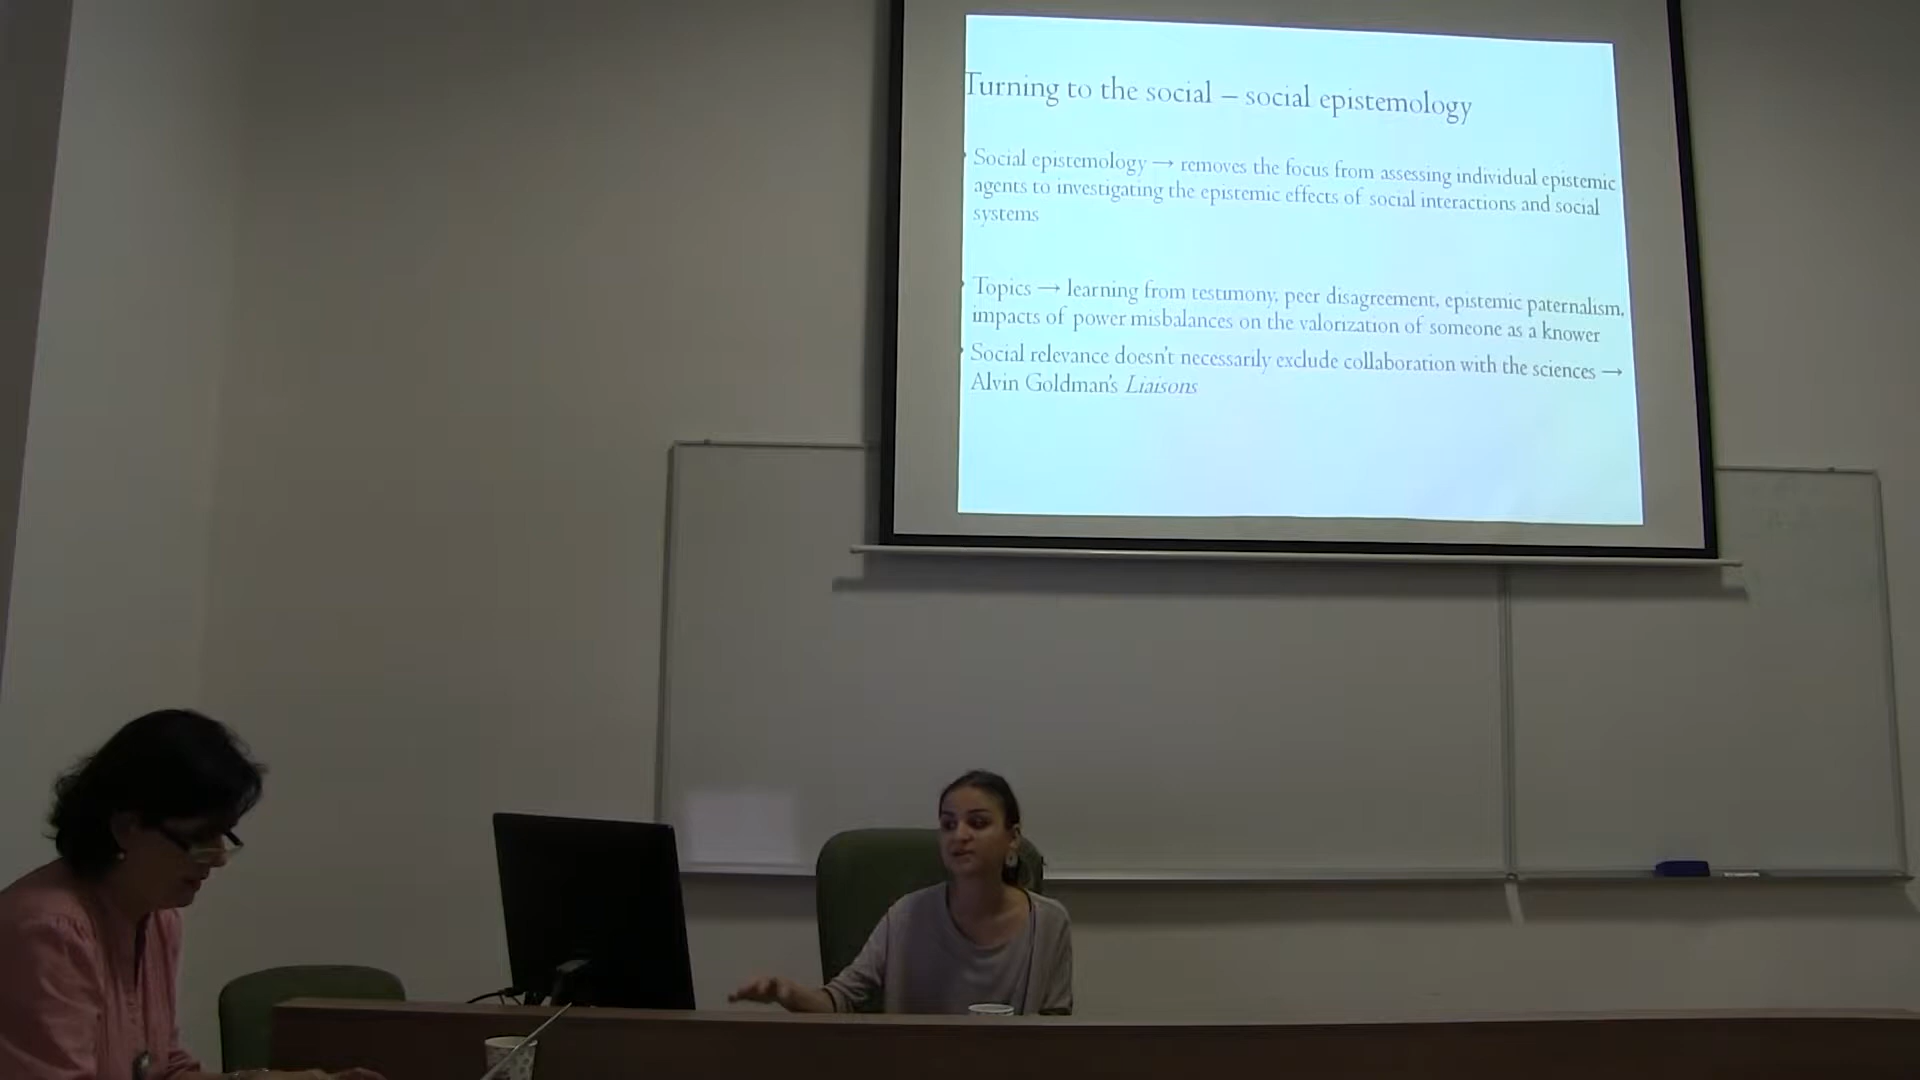 Turning to the social – social epistemology
• Social epistemology → removes the focus from assessing individual epistemic
agents to investigating the epistemic effects of social interactions and social
systems
• Topics → learning from testimony, peer disagreement, epistemic paternalism,
impacts of power misbalances on the valorization of someone as a knower
• Social relevance doesn't necessarily exclude collaboration with the sciences →
Alvin Goldman's Liaisons